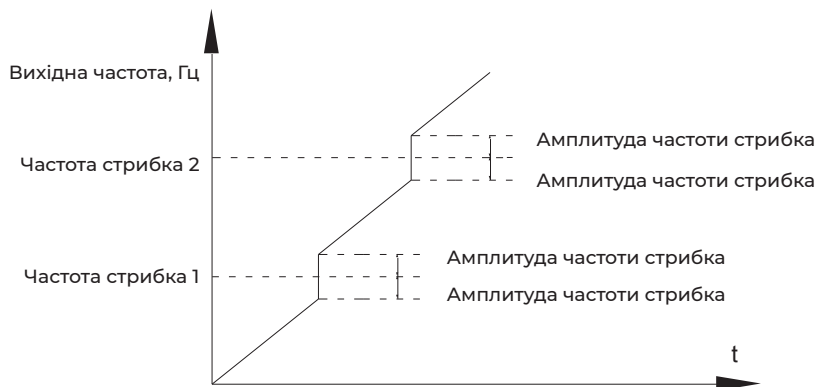 Вихідна частота, Гц
Амплитуда частоти стрибка
Частота стрибка 2
Амплитуда частоти стрибка
Амплитуда частоти стрибка
Частота стрибка 1
Амплитуда частоти стрибка
t